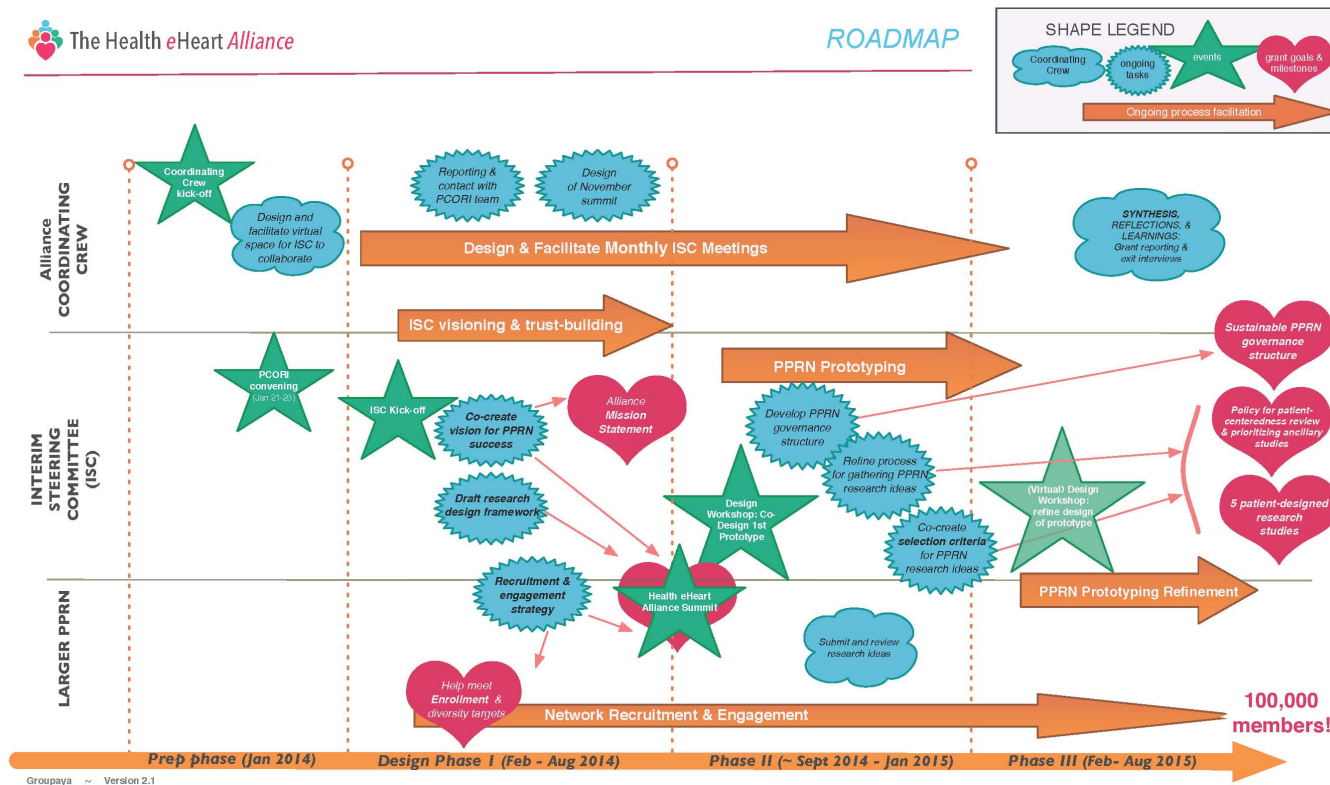 The Health eHeart Alliance
ROADMAP
SHAPE LEGEND
Coordinating
Crew
ongoing
tasks
events
grant goals &
milestones
Ongoing process facilitation
Alliance
COORDINATING
CREW
Coordinating
Crew
kick-off
Design and
facilitate virtual
space for ISC to
collaborate
Reporting &
contact with
PCORI team
Design
of November
summit
Design & Facilitate Monthly ISC Meetings
SYNTHESIS,
REFLECTIONS, &
LEARNINGS:
Grant reporting &
exit interviews
ISC visioning & trust-building
INTERIM
STEERING
COMMITTEE
(ISC)
PCORI
convening
(Jan 21-23)
ISC Kick-off
Co-create
vision for PPRN
success
Alliance
Mission
Statement
Draft research
design framework
PPRN Prototyping
Develop PPRN
governance
structure
Refine process
for gathering PPRN
research ideas
Design
Workshop: Co-
Design 1st
Prototype
Co-create
selection criteria
for PPRN
research ideas
(Virtual) Design
Workshop:
refine design
of prototype
Sustainable PPRN
governance
structure
Policy for patient-
centeredness review
& prioritizing ancillary
studies
5 patient-designed
research
studies
LARGER PPRN
Recruitment &
engagement
strategy
Health eHeart
Alliance Summit
PPRN Prototyping Refinement
Submit and review
research ideas
Help meet
Enrollment &
diversity targets
Network Recruitment & Engagement
100,000
members!
Prep phase (Jan 2014)
Design Phase 1 (Feb - Aug 2014)
Phase II (~ Sept 2014 - Jan 2015)
Phase III (Feb- Aug 2015)
Groupaya ~ Version 2.1